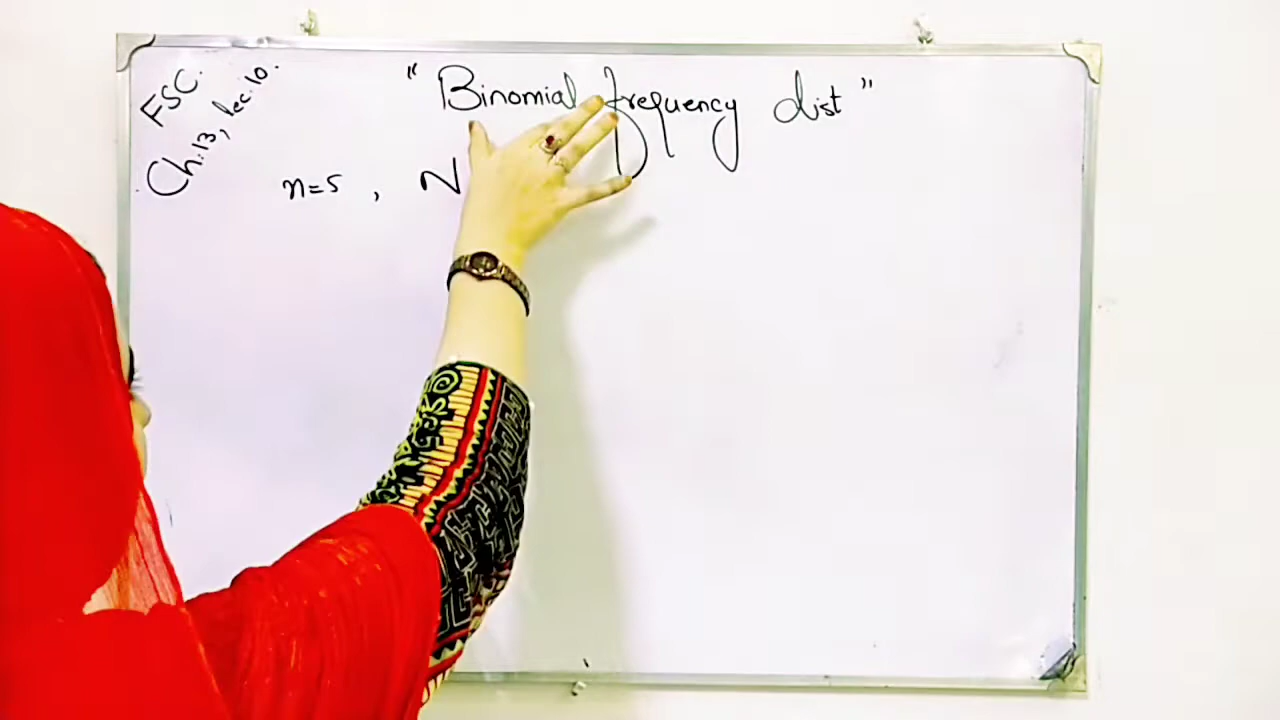 FSC.
Ch:13, Lec:10.
"Binomial frequency dist"
n=5 , N